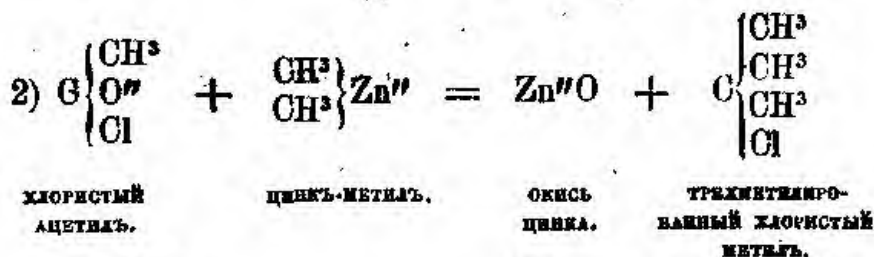 2) C { CH³ O″ Cl + CH³ CH³ } Zn″ = Zn″O + C { CH³ CH³ CH³ Cl
хлористый ацетилъ. цинкъ-метилъ. окись цинка. трехметилиро-
ванный хлористый
метилъ.